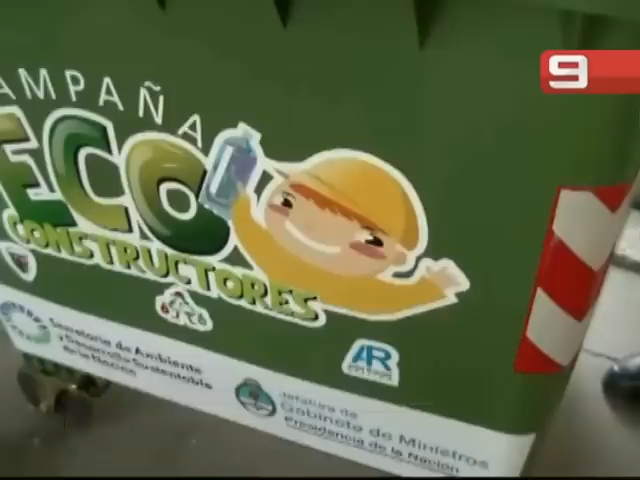 9
CAMPAÑA
ECO
CONSTRUCTORES
Secretaría de Ambiente
y Desarrollo Sustentable
de la Nación
AR
Jefatura de
Gabinete de Ministros
Presidencia de la Nación